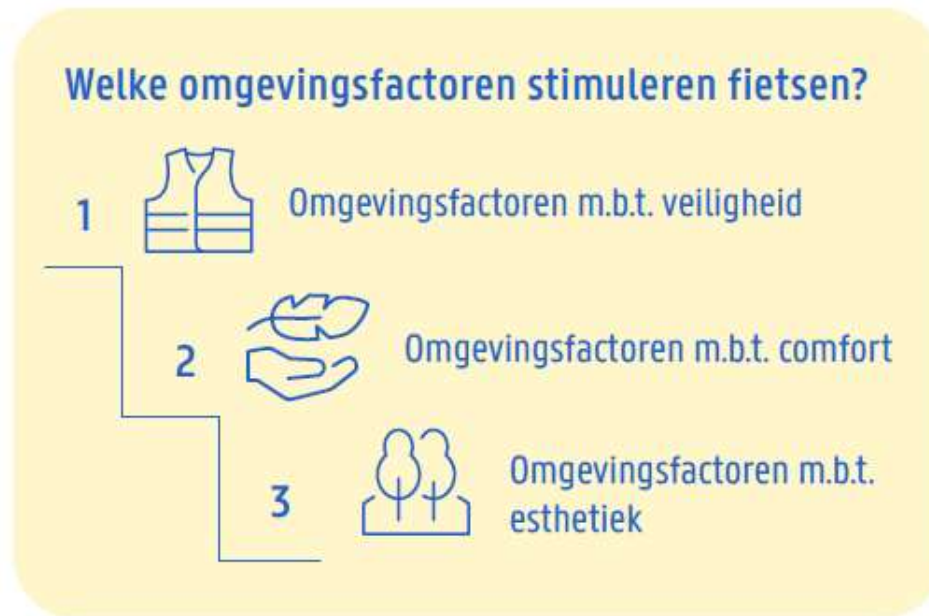 Welke omgevingsfactoren stimuleren fietsen?
1 Omgevingsfactoren m.b.t. veiligheid
2 Omgevingsfactoren m.b.t. comfort
3 Omgevingsfactoren m.b.t.
esthetiek